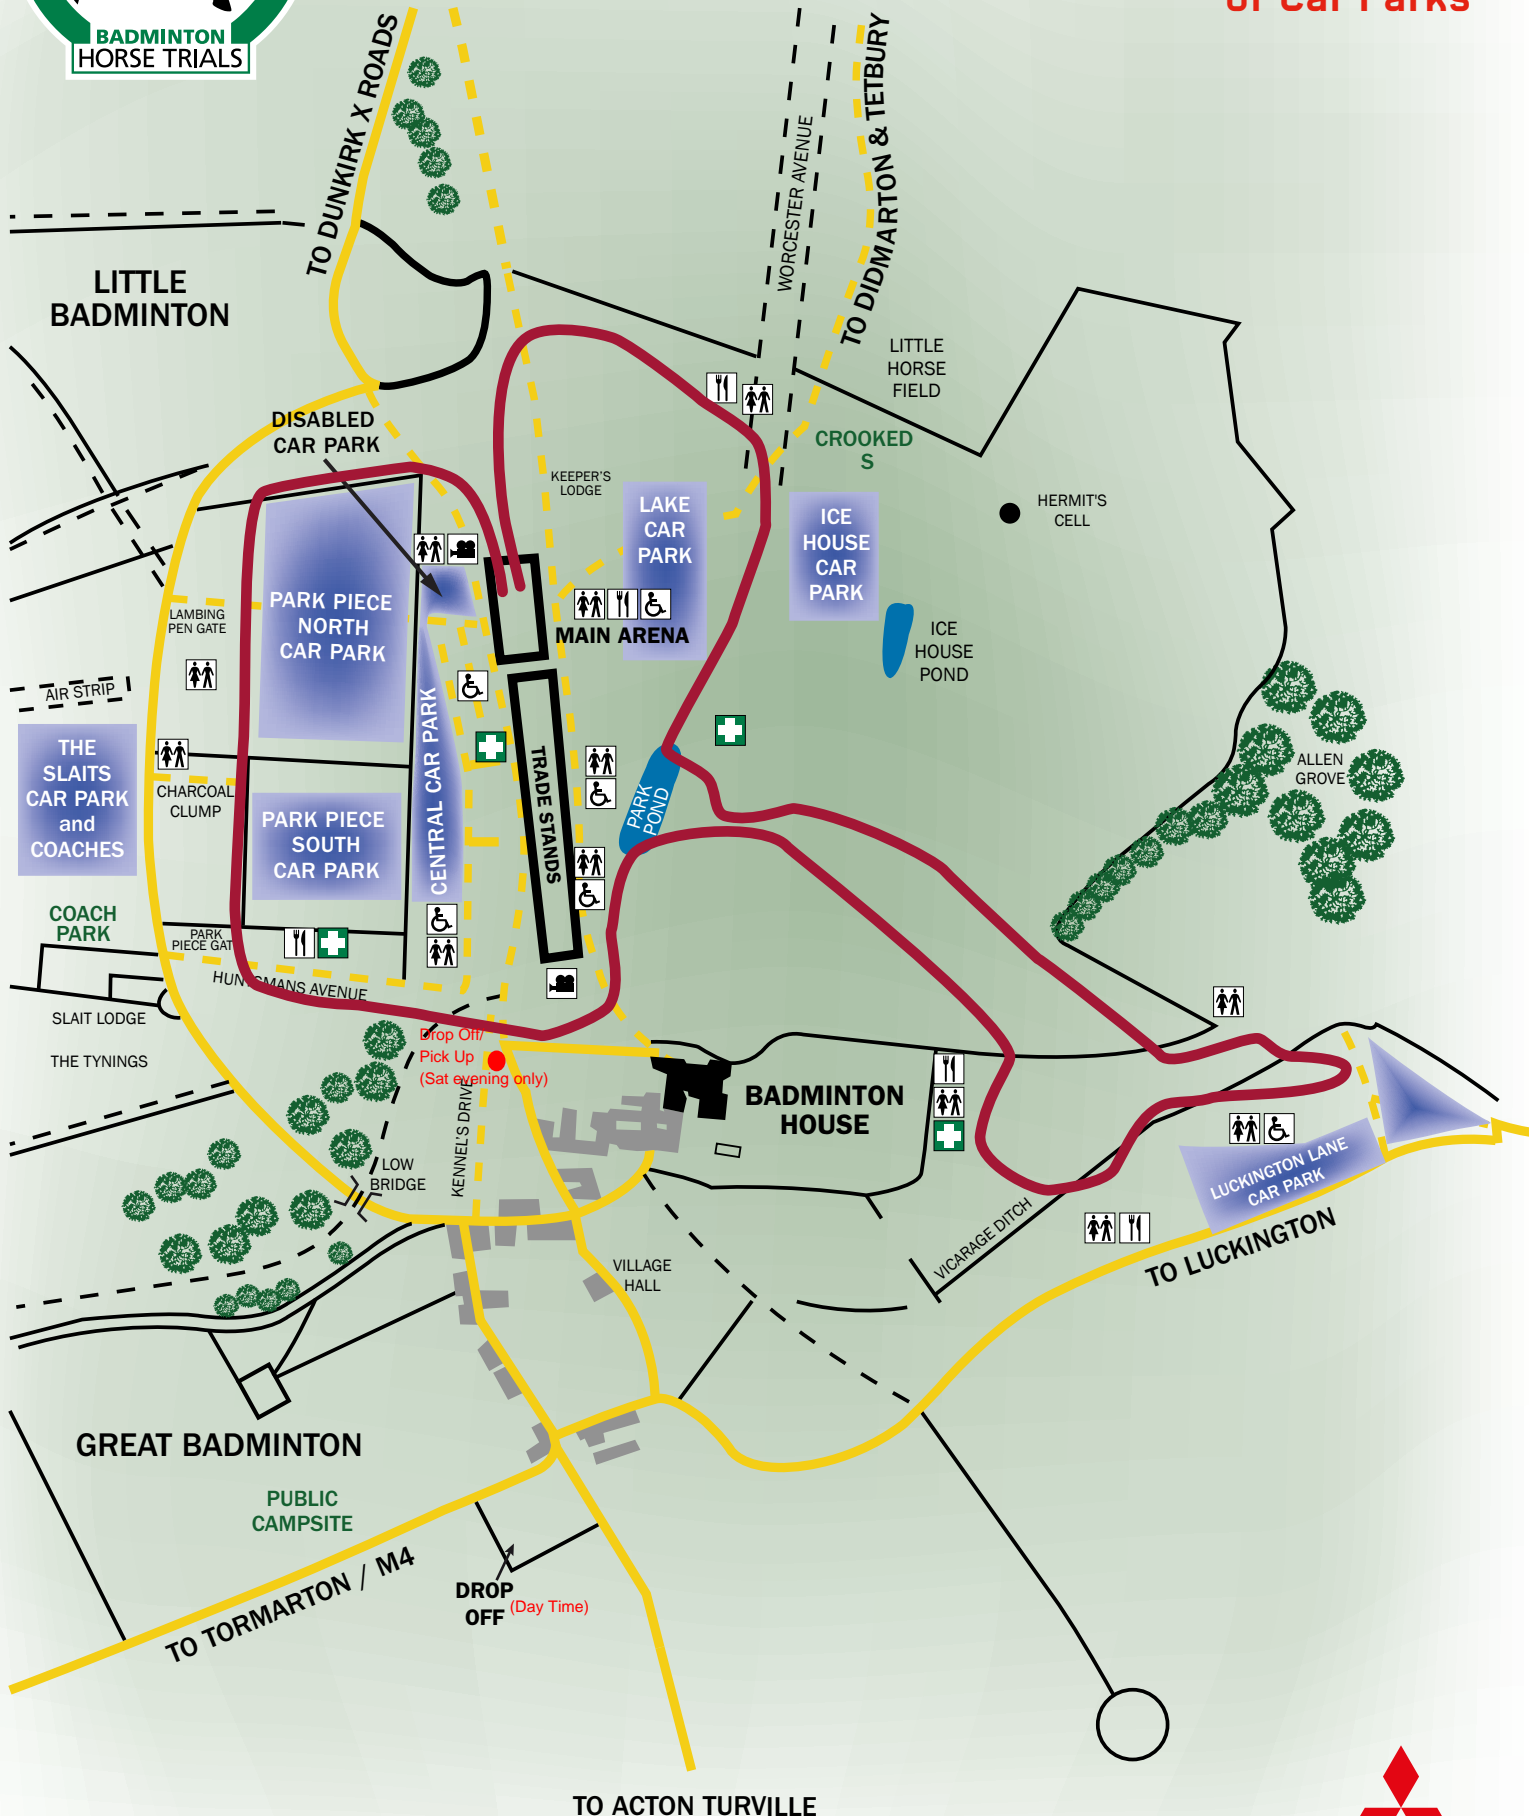 of Car Parks
BADMINTON
HORSE TRIALS
TO DUNKIRK X ROADS
WORCESTER AVENUE
TO DIDMARTON & TETBURY
LITTLE
BADMINTON
LITTLE
HORSE
FIELD
DISABLED
CAR PARK
CROOKED
S
KEEPER'S
LODGE
LAKE
CAR
PARK
ICE
HOUSE
CAR
PARK
HERMIT'S
CELL
PARK PIECE
NORTH
CAR PARK
LAMBING
PEN GATE
MAIN ARENA
ICE
HOUSE
POND
AIR STRIP
THE
SLAITS
CAR PARK
and
COACHES
CENTRAL CAR PARK
TRADE STANDS
PARK
POND
ALLEN
GROVE
CHARCOAL
CLUMP
PARK PIECE
SOUTH
CAR PARK
COACH
PARK
PARK
PIECE GAT
HUNTSMANS AVENUE
SLAIT LODGE
THE TYNINGS
Drop Off/
Pick Up
(Sat evening only)
KENNEL'S DRIVE
BADMINTON
HOUSE
LOW
BRIDGE
LUCKINGTON LANE
CAR PARK
VICARAGE DITCH
TO LUCKINGTON
VILLAGE
HALL
GREAT BADMINTON
PUBLIC
CAMPSITE
TO TORMARTON / M4
DROP
OFF (Day Time)
TO ACTON TURVILLE